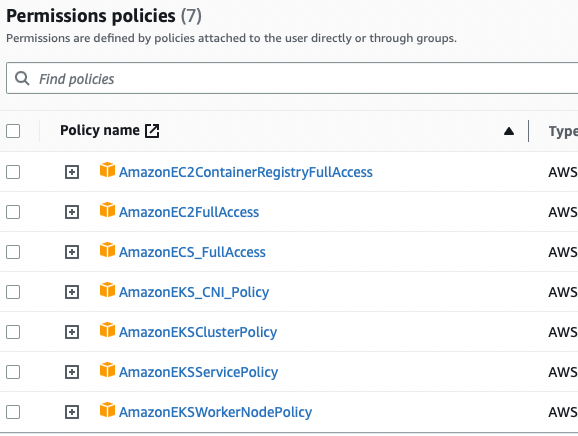 Permissions policies (7)
Permissions are defined by policies attached to the user directly or through groups.
Find policies
Policy name Type
AmazonEC2ContainerRegistryFullAccess AWS
AmazonEC2FullAccess AWS
AmazonECS_FullAccess AWS
AmazonEKS_CNI_Policy AWS
AmazonEKSClusterPolicy AWS
AmazonEKSServicePolicy AWS
AmazonEKSWorkerNodePolicy AWS